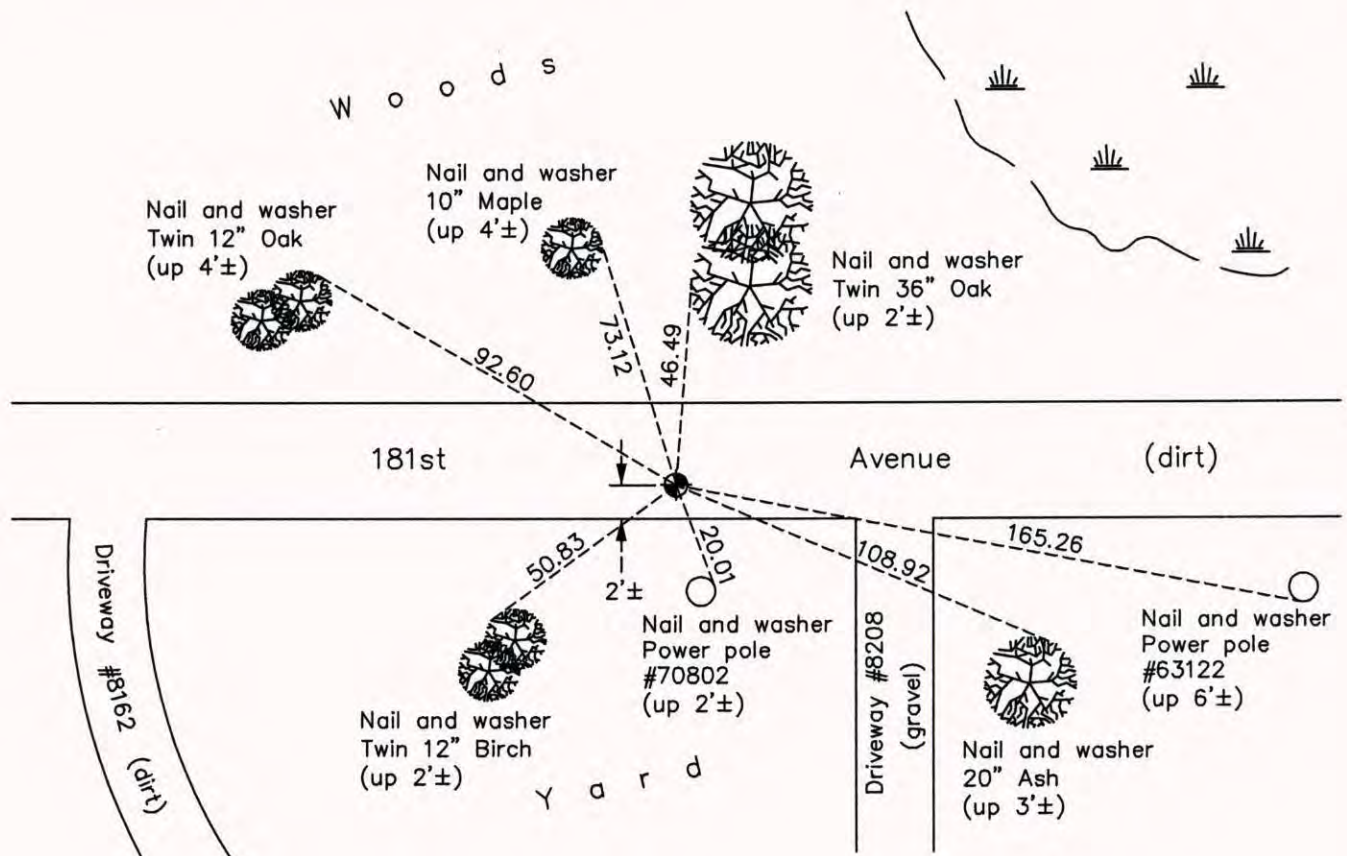 Woods
Nail and washer
10" Maple
(up 4'±)
Nail and washer
Twin 12" Oak
(up 4'±)
Nail and washer
Twin 36" Oak
(up 2'±)
92.60
73.12
46.49
181st Avenue (dirt)
50.83
2'±
20.01
108.92
165.26
Driveway #8162 (dirt)
Nail and washer
Twin 12" Birch
(up 2'±)
Nail and washer
Power pole
#70802
(up 2'±)
Driveway #8208
(gravel)
Nail and washer
20" Ash
(up 3'±)
Nail and washer
Power pole
#63122
(up 6'±)
Yard